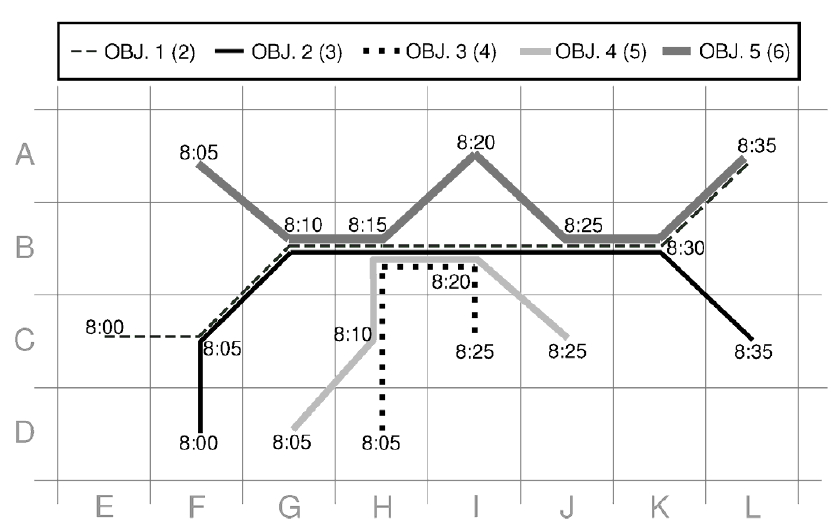 OBJ. 1 (2) OBJ. 2 (3) OBJ. 3 (4) OBJ. 4 (5) OBJ. 5 (6)
A
8:05 8:20 8:35
B
8:10 8:15 8:25
8:30
8:20
C
8:00
8:05 8:10 8:25 8:25 8:35
D
8:00 8:05 8:05
E F G H I J K L